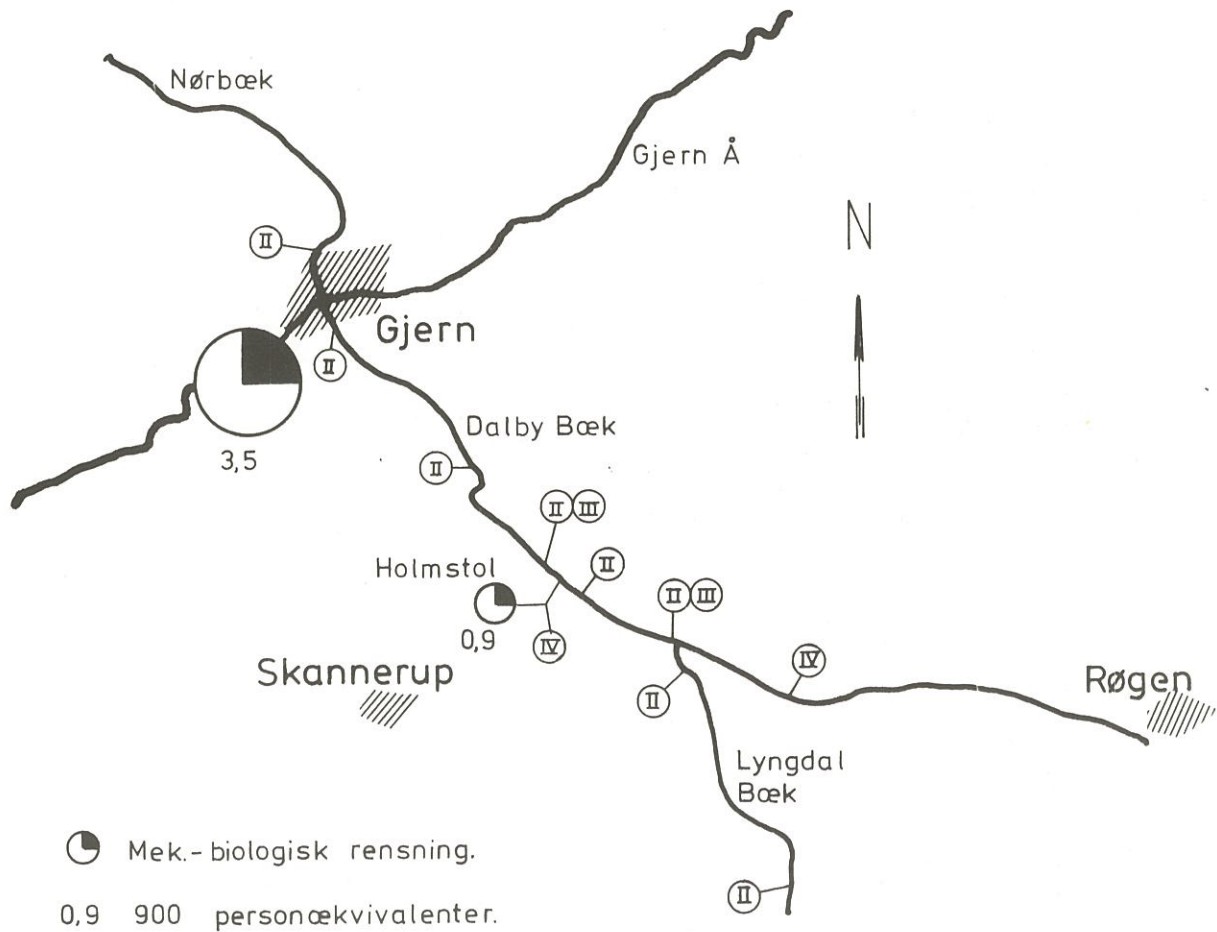 Nørbæk
Gjern Å
N
II
Gjern
II
3,5
Dalby Bæk
II
II III
Holmstol
II
II III
0,9
IV
Skannerup
IV
Røgen
II
Lyngdal
Bæk
Mek.-biologisk rensning.
II
0,9 900 personækvivalenter.